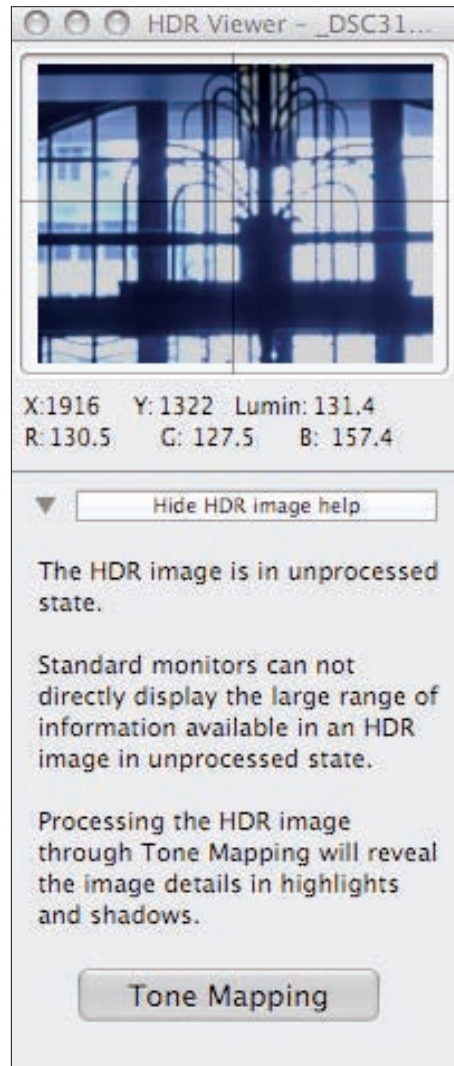 HDR Viewer – _DSC31...
X:1916 Y: 1322 Lumin: 131.4
R: 130.5 G: 127.5 B: 157.4
Hide HDR image help
The HDR image is in unprocessed
state.
Standard monitors can not
directly display the large range of
information available in an HDR
image in unprocessed state.
Processing the HDR image
through Tone Mapping will reveal
the image details in highlights
and shadows.
Tone Mapping